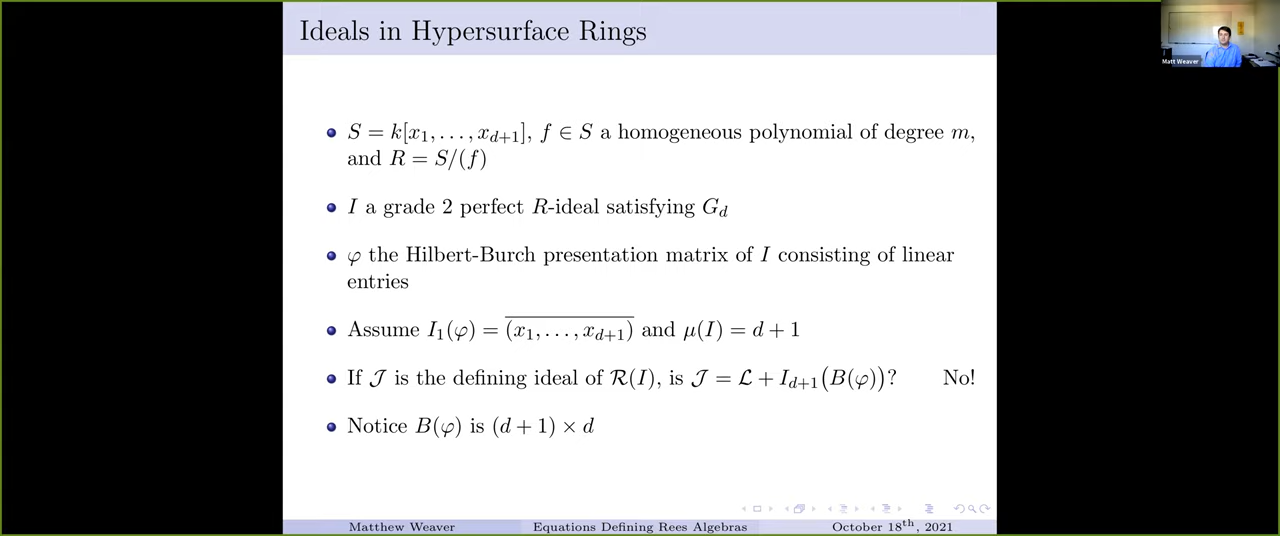 Ideals in Hypersurface Rings
Matt Weaver
S = k[x₁, . . . , x_{d+1}], f ∈ S a homogeneous polynomial of degree m,
and R = S/(f)
I a grade 2 perfect R-ideal satisfying G_d
φ the Hilbert-Burch presentation matrix of I consisting of linear
entries
Assume I₁(φ) = \overline{(x₁, . . . , x_{d+1})} and μ(I) = d + 1
If 𝒥 is the defining ideal of ℛ(I), is 𝒥 = ℒ + I_{d+1}(B(φ))? No!
Notice B(φ) is (d + 1) × d
Matthew Weaver Equations Defining Rees Algebras October 18th, 2021